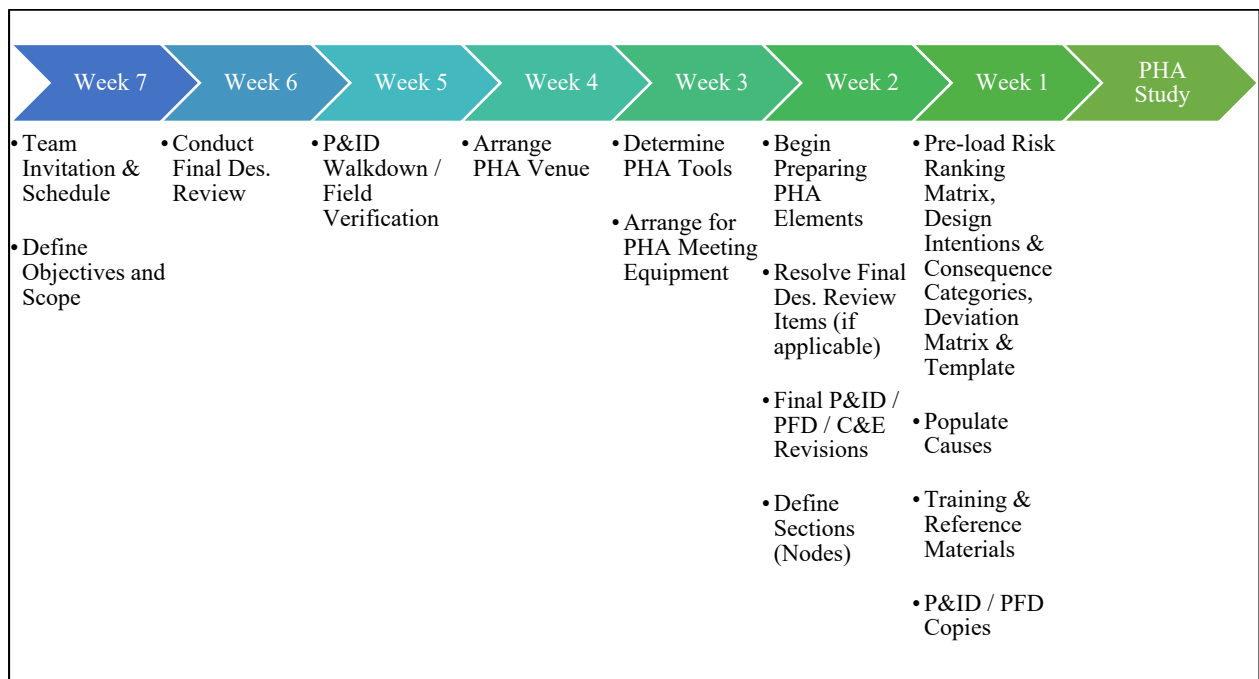 Week 7
Week 6
Week 5
Week 4
Week 3
Week 2
Week 1
PHA
Study
• Team
Invitation &
Schedule
• Define
Objectives and
Scope
• Conduct
Final Des.
Review
• P&ID
Walkdown /
Field
Verification
• Arrange
PHA Venue
• Determine
PHA Tools
• Arrange for
PHA Meeting
Equipment
• Begin
Preparing
PHA
Elements
• Resolve Final
Des. Review
Items (if
applicable)
• Final P&ID /
PFD / C&E
Revisions
• Define
Sections
(Nodes)
• Pre-load Risk
Ranking
Matrix,
Design
Intentions &
Consequence
Categories,
Deviation
Matrix &
Template
• Populate
Causes
• Training &
Reference
Materials
• P&ID / PFD
Copies